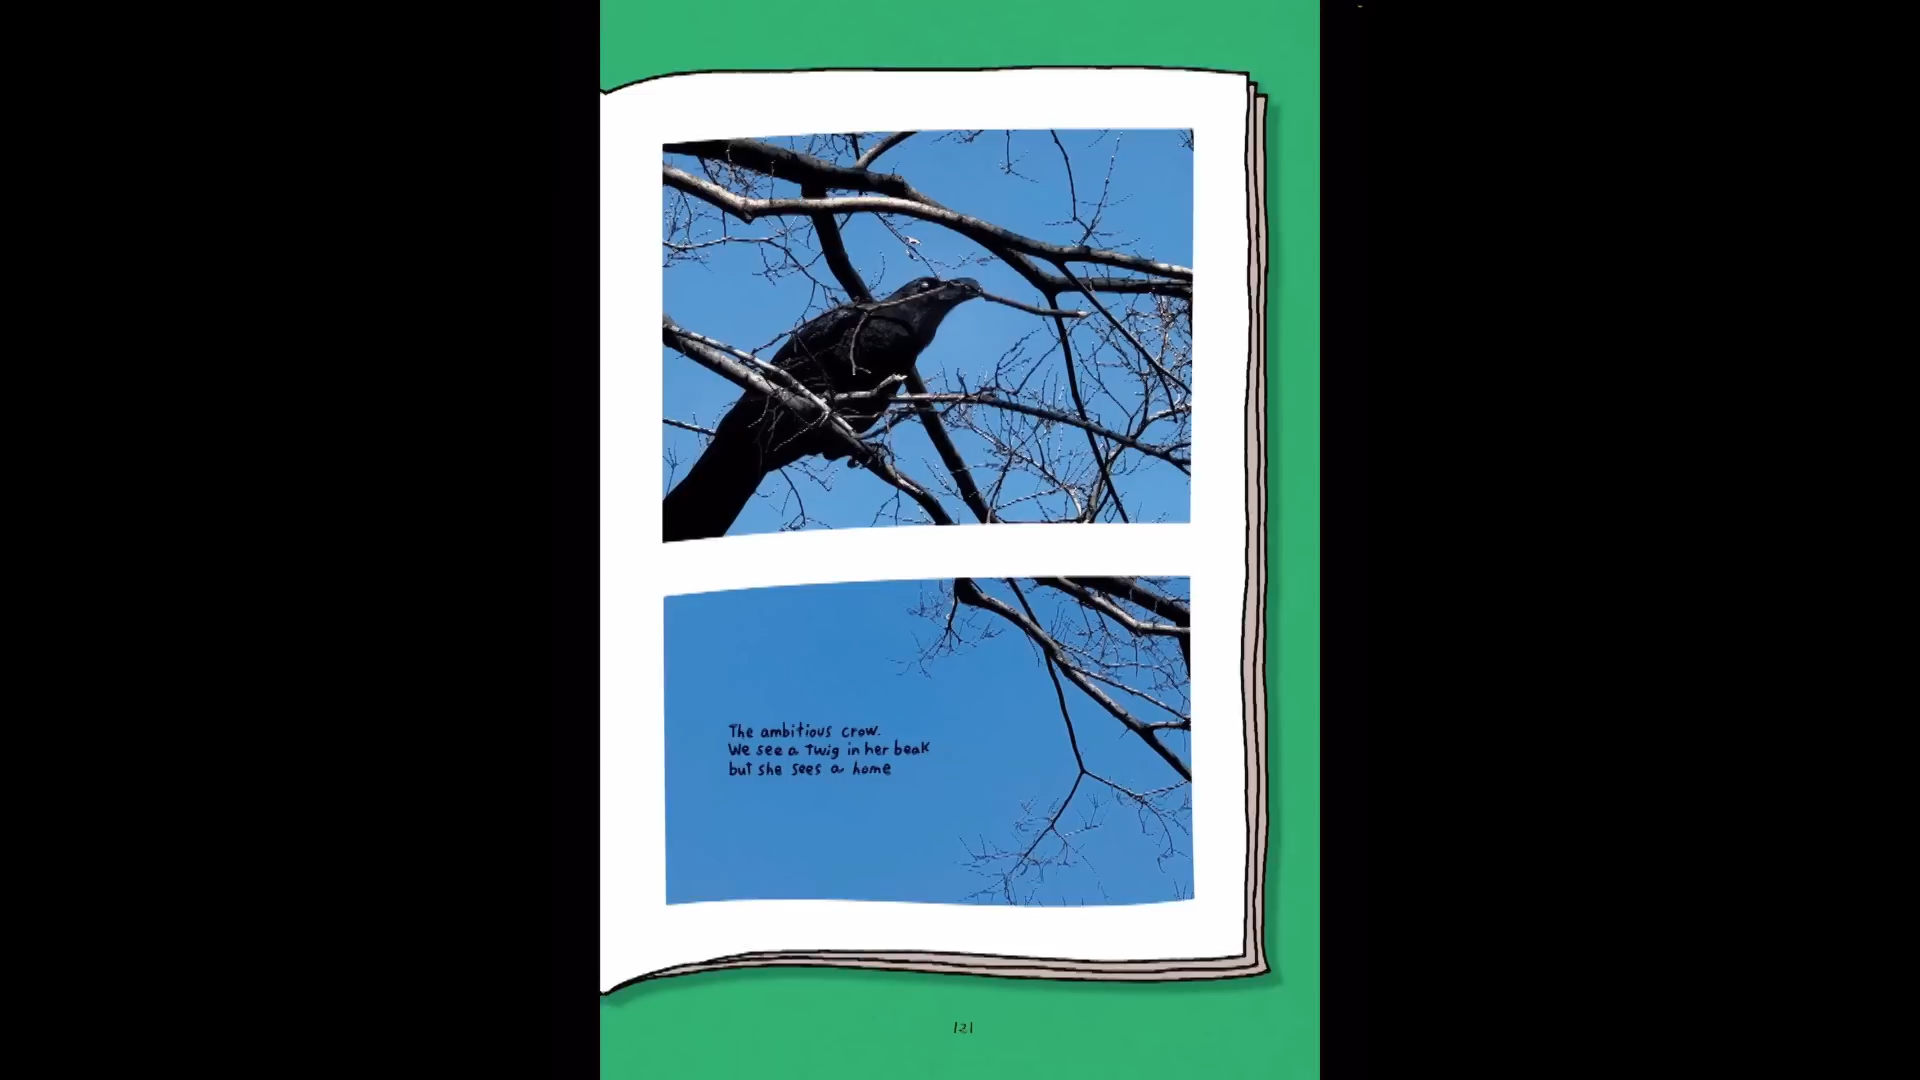 The ambitious crow.
We see a twig in her beak
but she sees a home
121